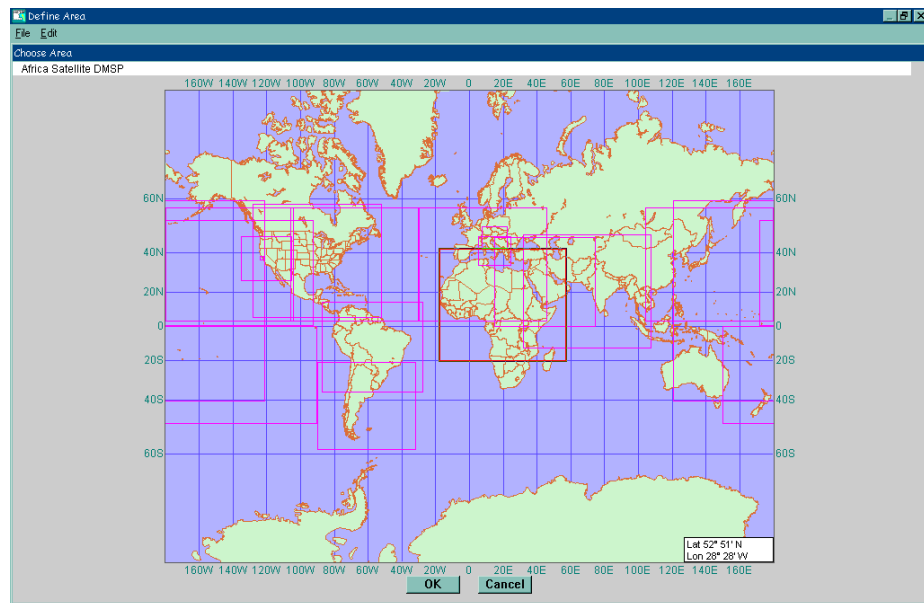 Define Area
File Edit
Choose Area
Africa Satellite DMSP
160W 140W 120W 100W 80W 60W 40W 20W 0 20E 40E 60E 80E 100E 120E 140E 160E
60N 60N
40N 40N
20N 20N
0 0
20S 20S
40S 40S
60S 60S
Lat 52° 51' N
Lon 28° 28' W
160W 140W 120W 100W 80W 60W 40W 20W 0 20E 40E 60E 80E 100E 120E 140E 160E
OK Cancel